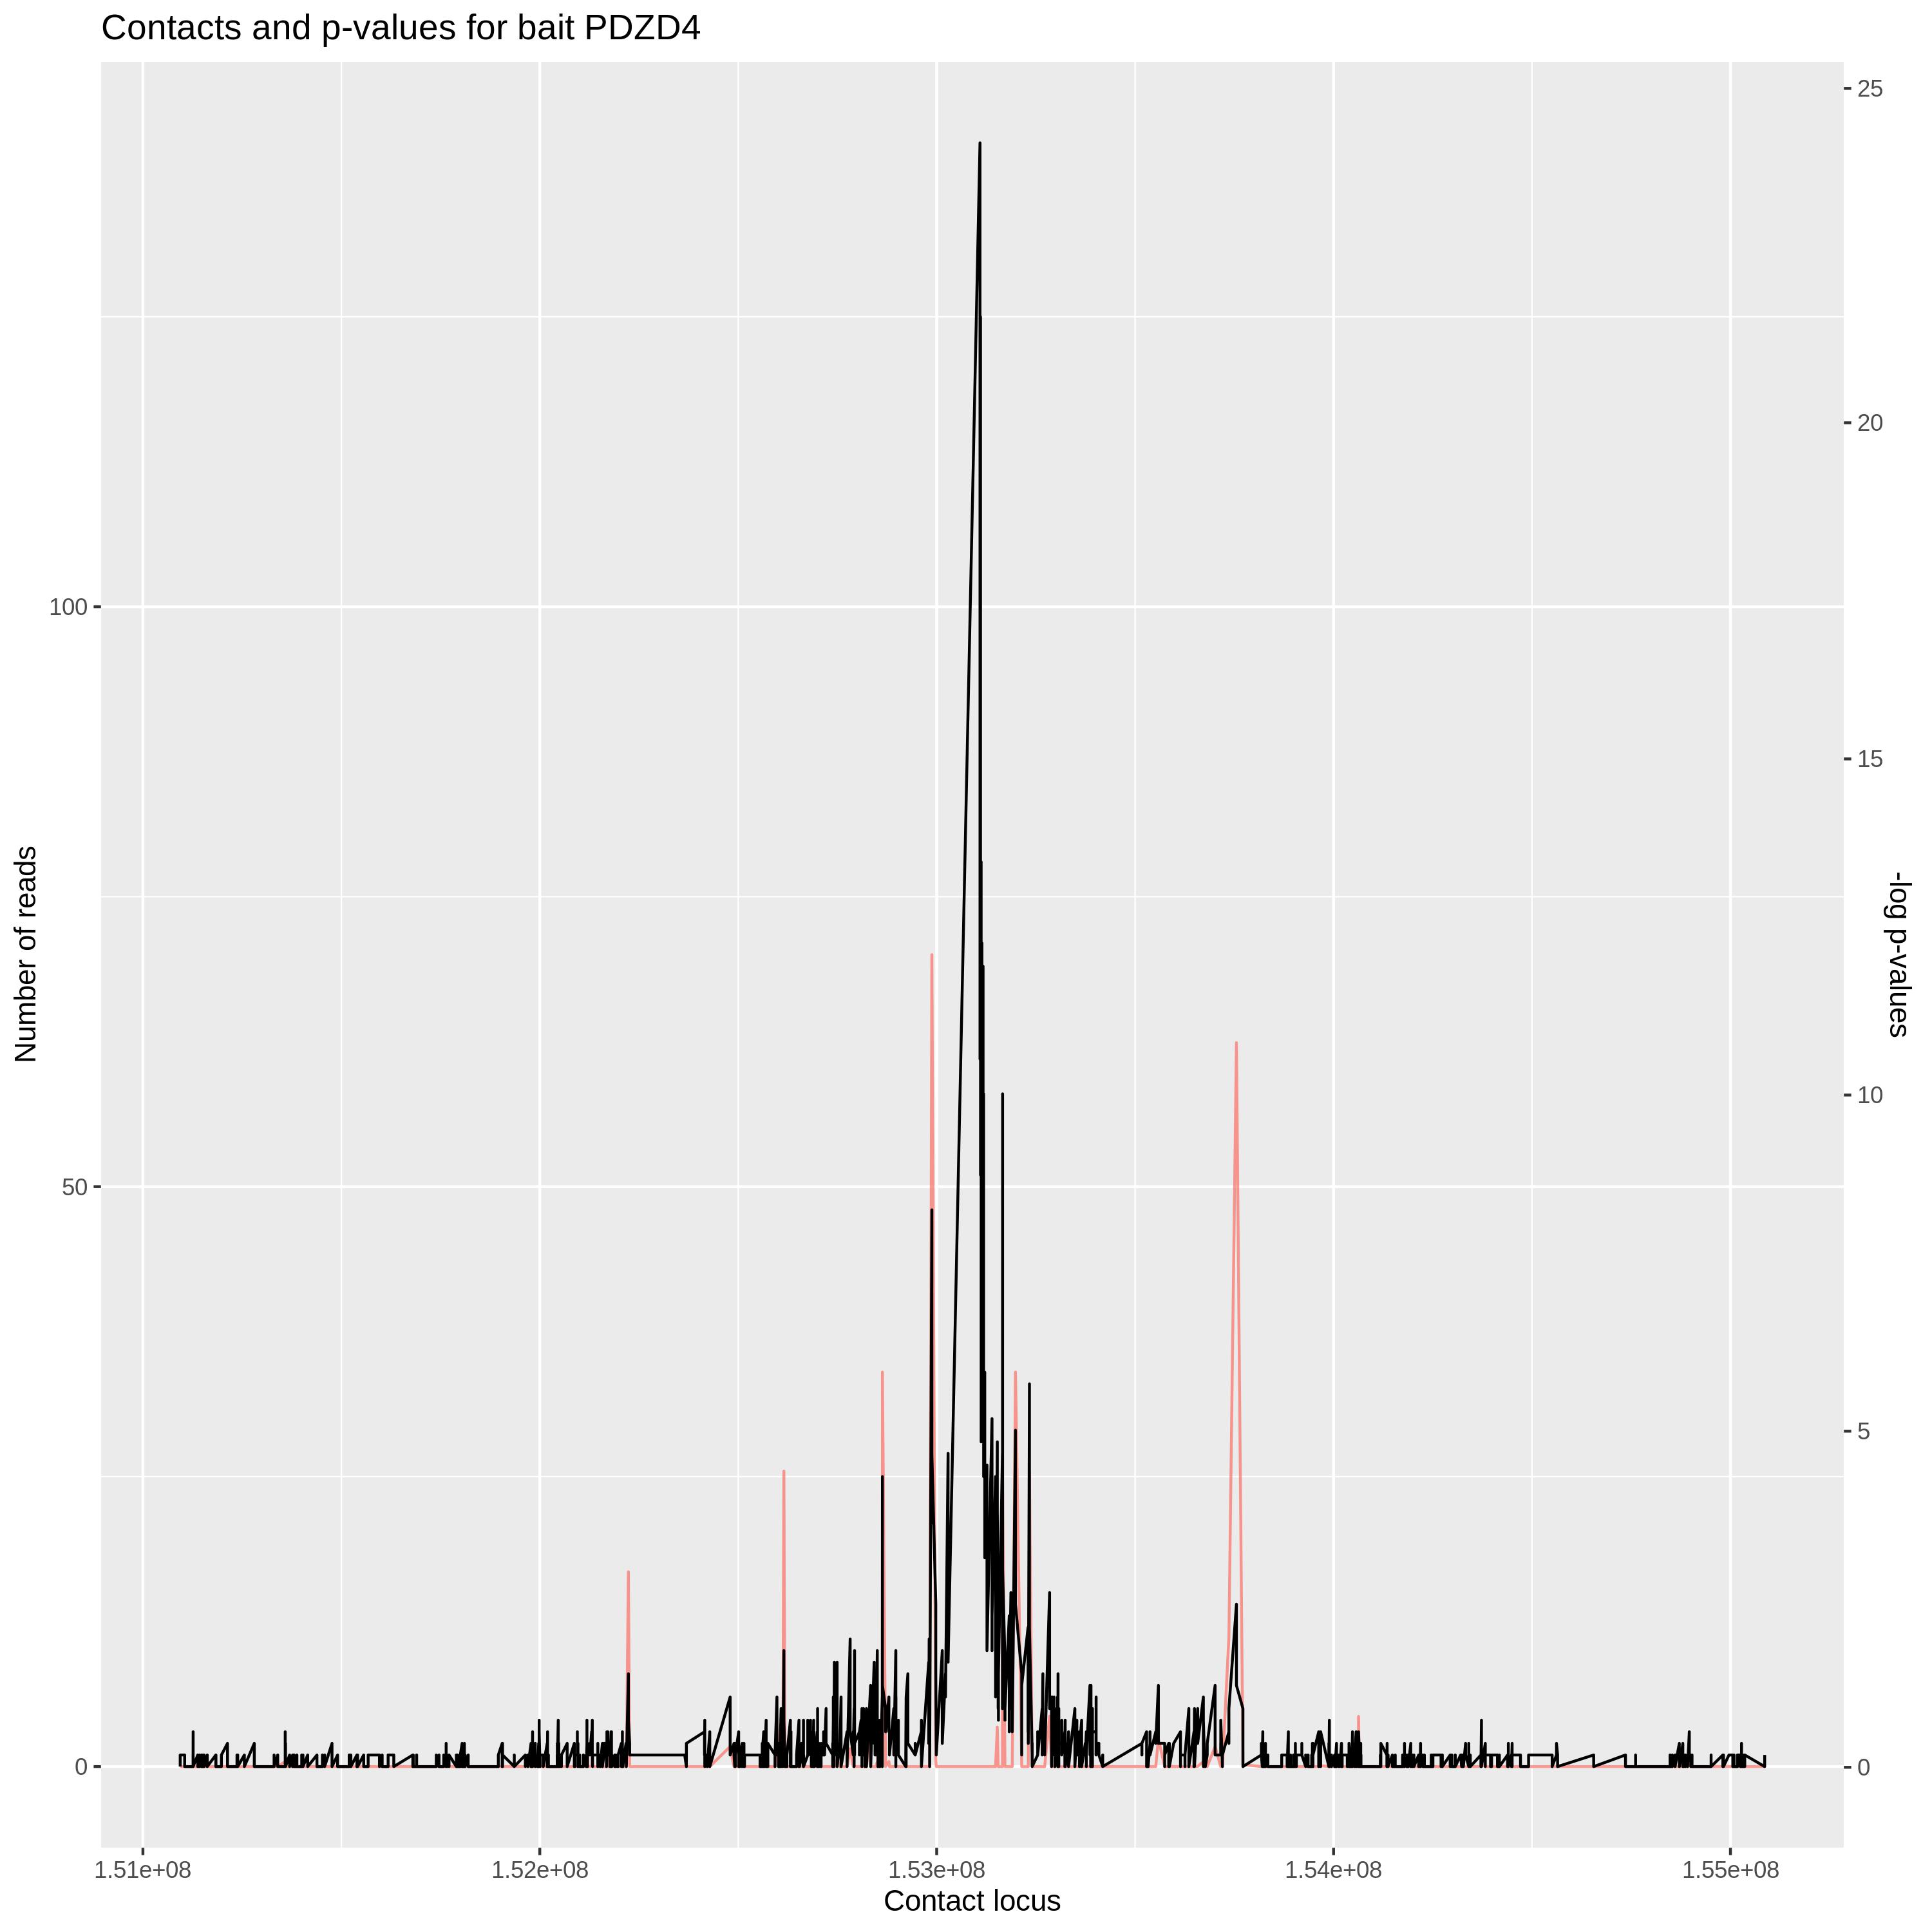 Contacts and p-values for bait PDZD4
25
20
15
10
5
0
-log p-values
100
50
0
Number of reads
1.51e+08
1.52e+08
1.53e+08
1.54e+08
1.55e+08
Contact locus